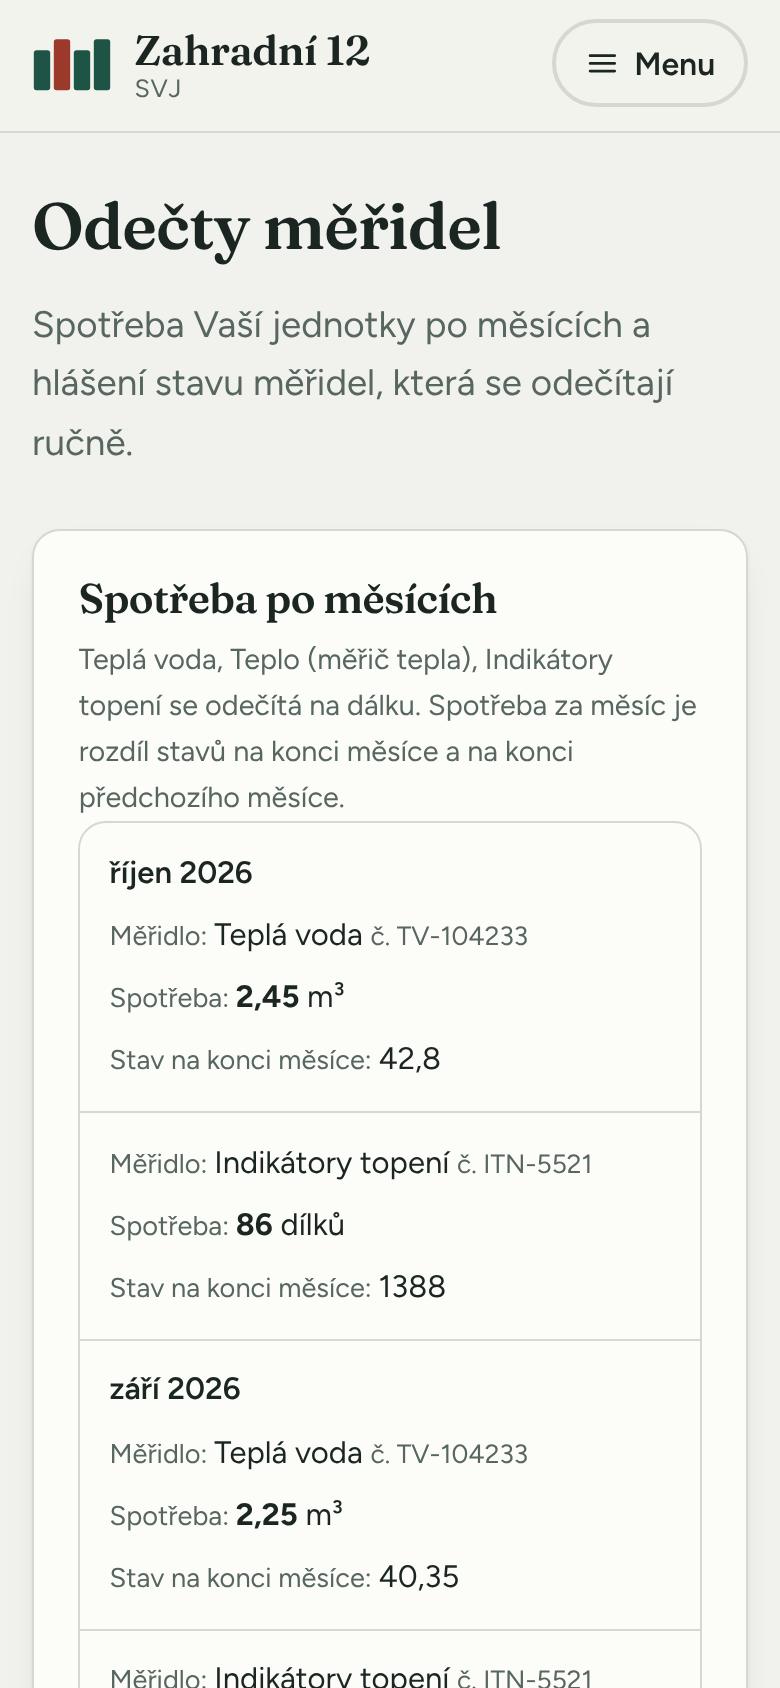 Zahradní 12
SVJ
Menu
Odečty měřidel
Spotřeba Vaší jednotky po měsících a
hlášení stavu měřidel, která se odečítají
ručně.
Spotřeba po měsících
Teplá voda, Teplo (měřič tepla), Indikátory
topení se odečítá na dálku. Spotřeba za měsíc je
rozdíl stavů na konci měsíce a na konci
předchozího měsíce.
říjen 2026
Měřidlo: Teplá voda č. TV-104233
Spotřeba: 2,45 m³
Stav na konci měsíce: 42,8
Měřidlo: Indikátory topení č. ITN-5521
Spotřeba: 86 dílků
Stav na konci měsíce: 1388
září 2026
Měřidlo: Teplá voda č. TV-104233
Spotřeba: 2,25 m³
Stav na konci měsíce: 40,35
Měřidlo: Indikátory topení č. ITN-5521